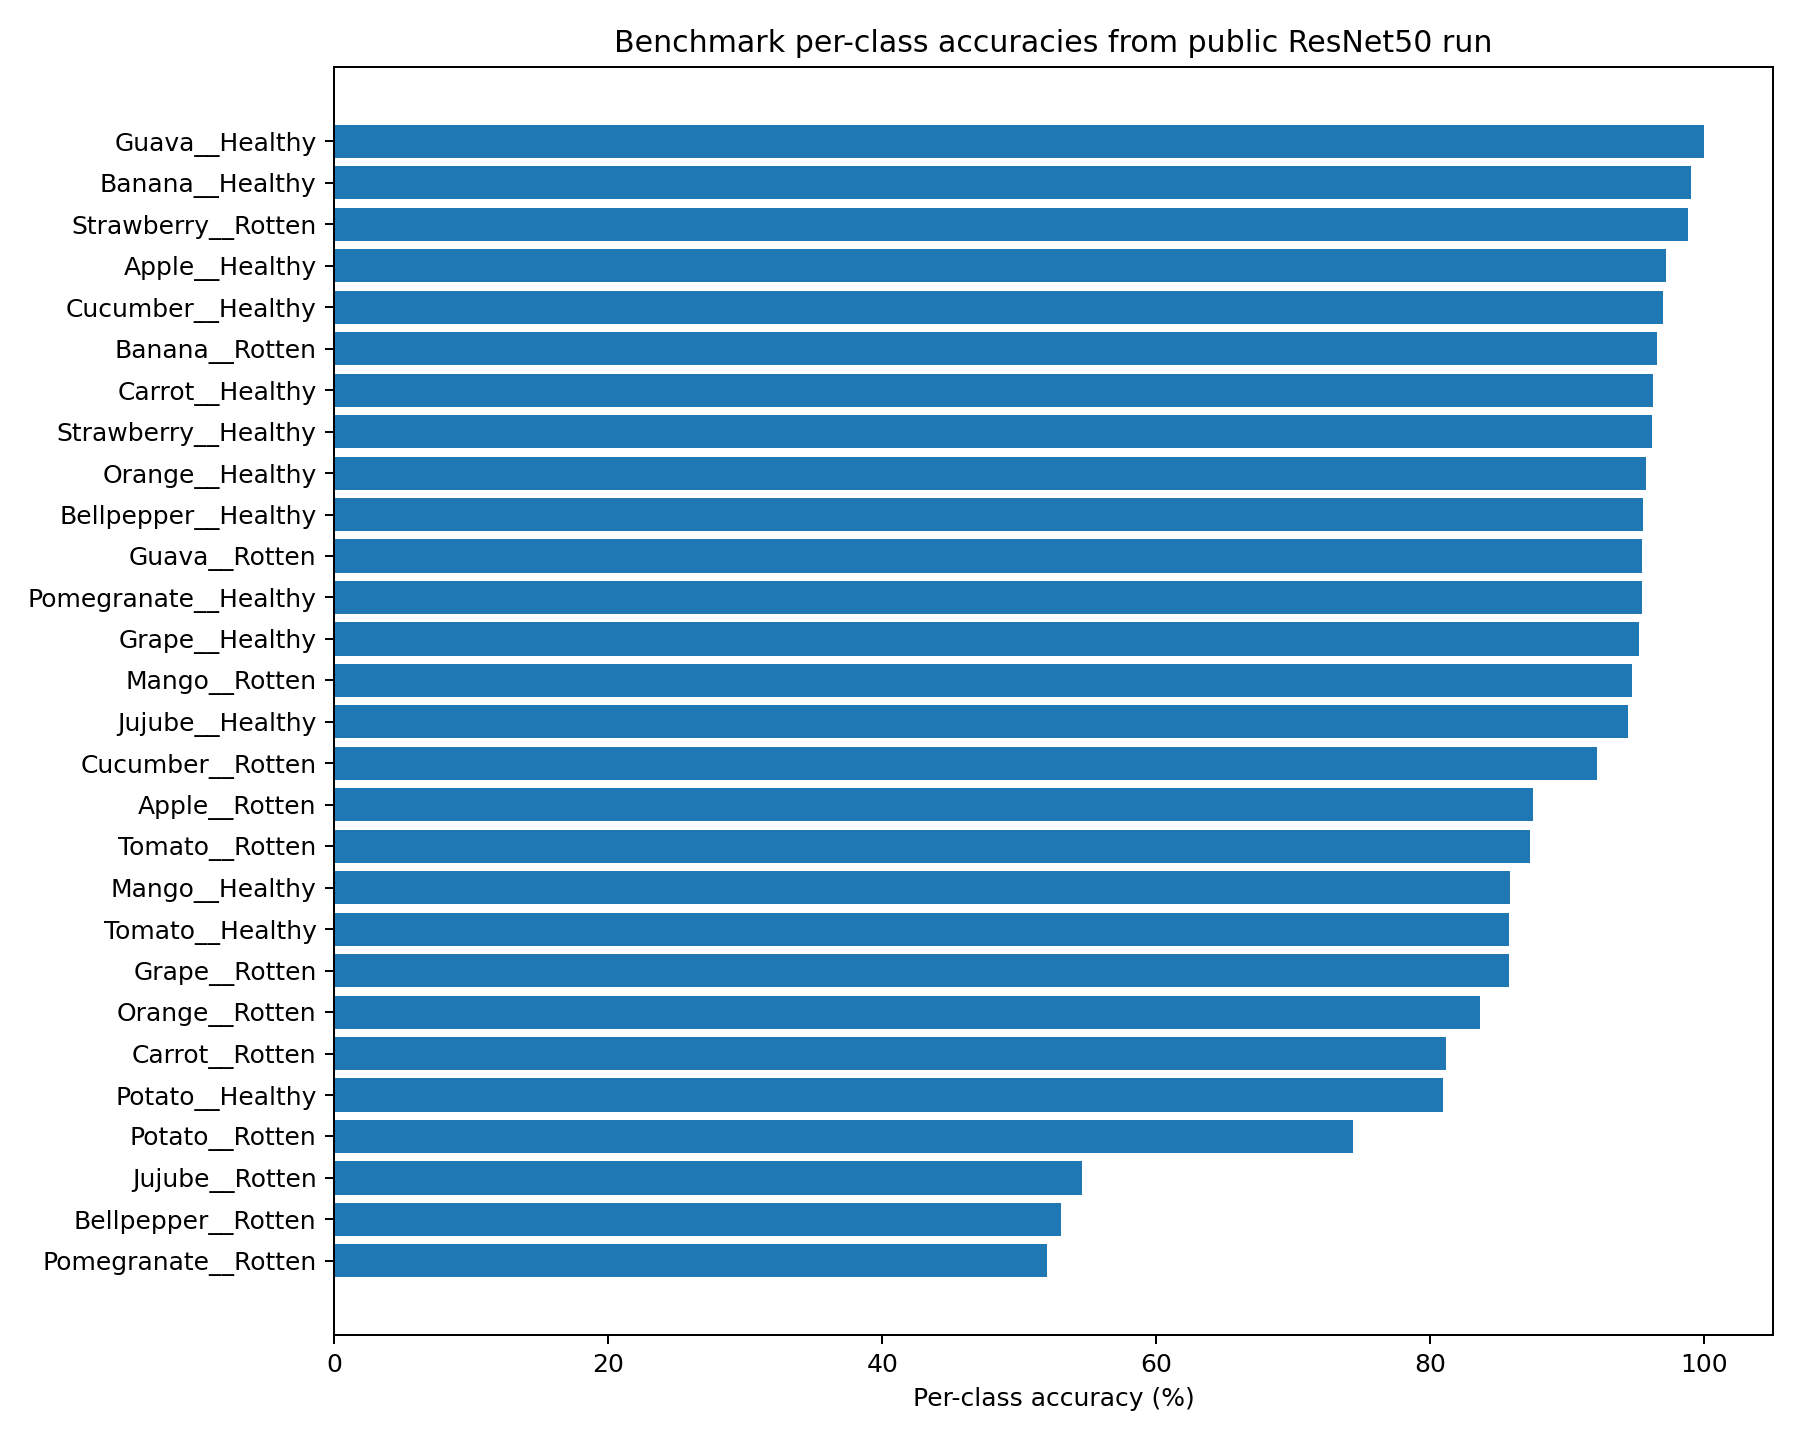 Benchmark per-class accuracies from public ResNet50 run
Guava__Healthy
Banana__Healthy
Strawberry__Rotten
Apple__Healthy
Cucumber__Healthy
Banana__Rotten
Carrot__Healthy
Strawberry__Healthy
Orange__Healthy
Bellpepper__Healthy
Guava__Rotten
Pomegranate__Healthy
Grape__Healthy
Mango__Rotten
Jujube__Healthy
Cucumber__Rotten
Apple__Rotten
Tomato__Rotten
Mango__Healthy
Tomato__Healthy
Grape__Rotten
Orange__Rotten
Carrot__Rotten
Potato__Healthy
Potato__Rotten
Jujube__Rotten
Bellpepper__Rotten
Pomegranate__Rotten
0 20 40 60 80 100
Per-class accuracy (%)